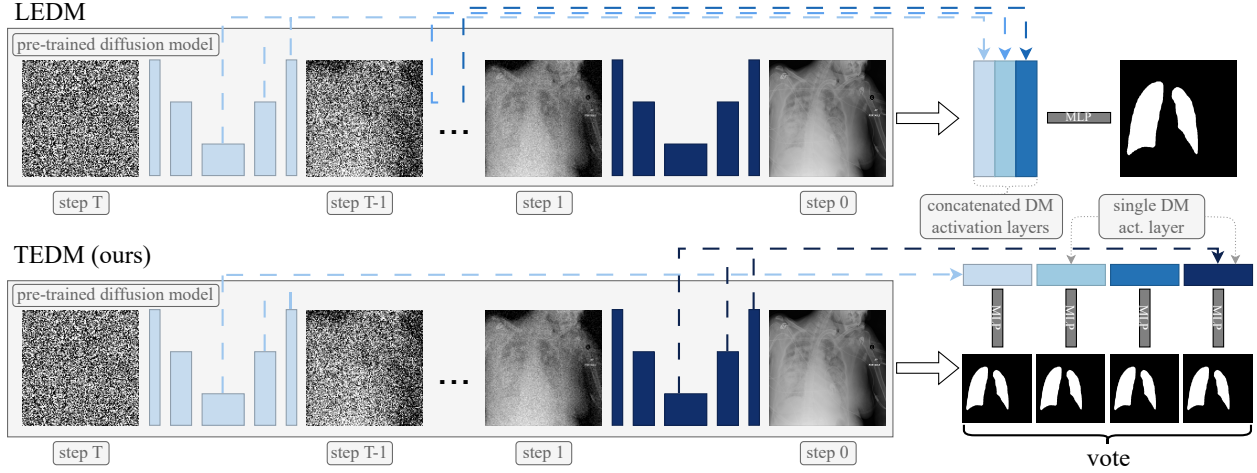 LEDM
pre-trained diffusion model
...
MLP
step T
step T-1
step 1
step 0
concatenated DM
activation layers
single DM
act. layer
TEDM (ours)
pre-trained diffusion model
...
MLP
MLP
MLP
MLP
step T
step T-1
step 1
step 0
vote